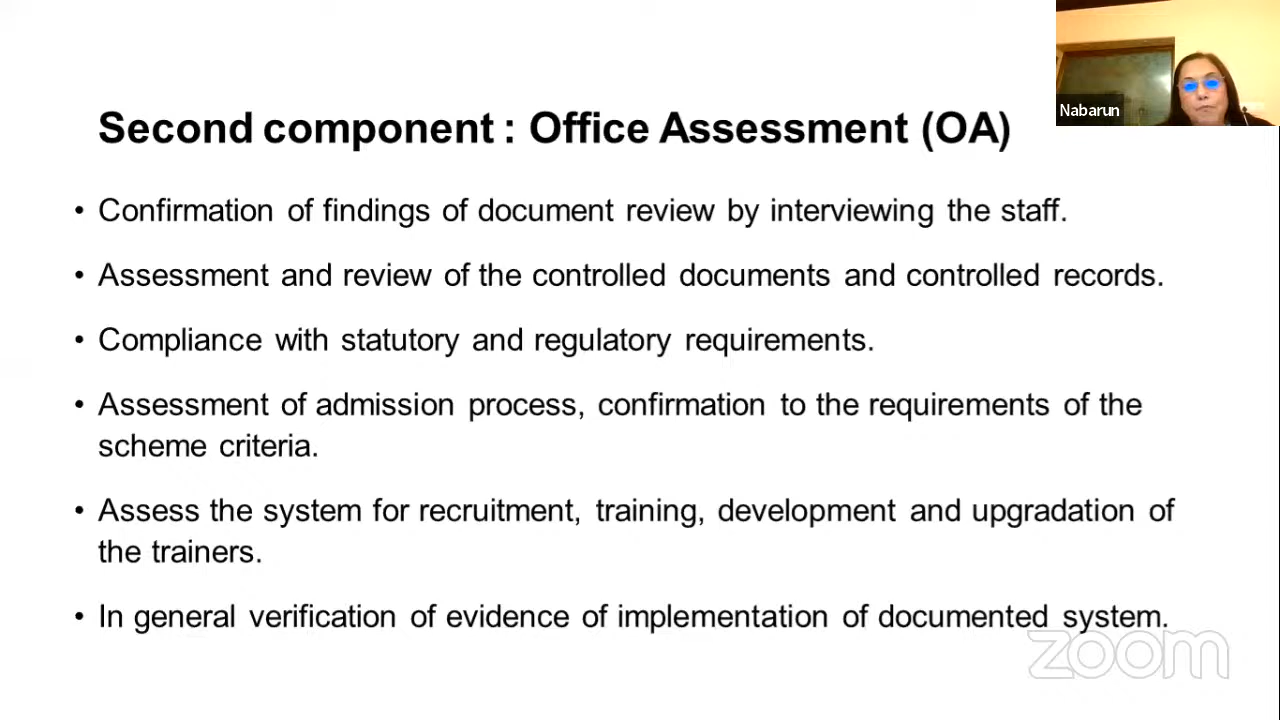 Nabarun
Second component : Office Assessment (OA)
• Confirmation of findings of document review by interviewing the staff.
• Assessment and review of the controlled documents and controlled records.
• Compliance with statutory and regulatory requirements.
• Assessment of admission process, confirmation to the requirements of the
scheme criteria.
• Assess the system for recruitment, training, development and upgradation of
the trainers.
• In general verification of evidence of implementation of documented system.
zoom